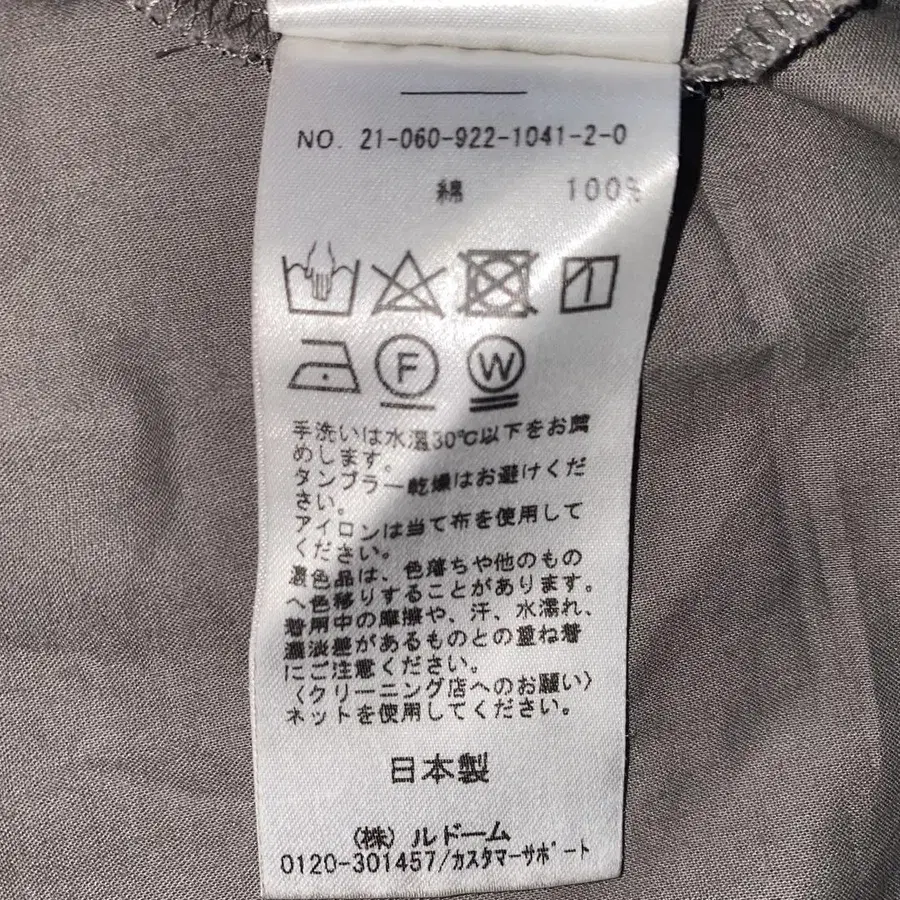 NO. 21-060-922-1041-2-0
綿 100%
F W
手洗いは水温30℃以下をお薦
めします。
タンブラー乾燥はお避けくだ
さい。
アイロンは当て布を使用して
ください。
濃色品は、色落ちや他のもの
へ色移りすることがあります。
着用中の摩擦や、汗、水濡れ、
濃淡差があるものとの重ね着
にご注意ください。
〈クリーニング店へのお願い〉
ネットを使用してください。
日本製
(株)ルドーム
0120-301457/カスタマーサポート